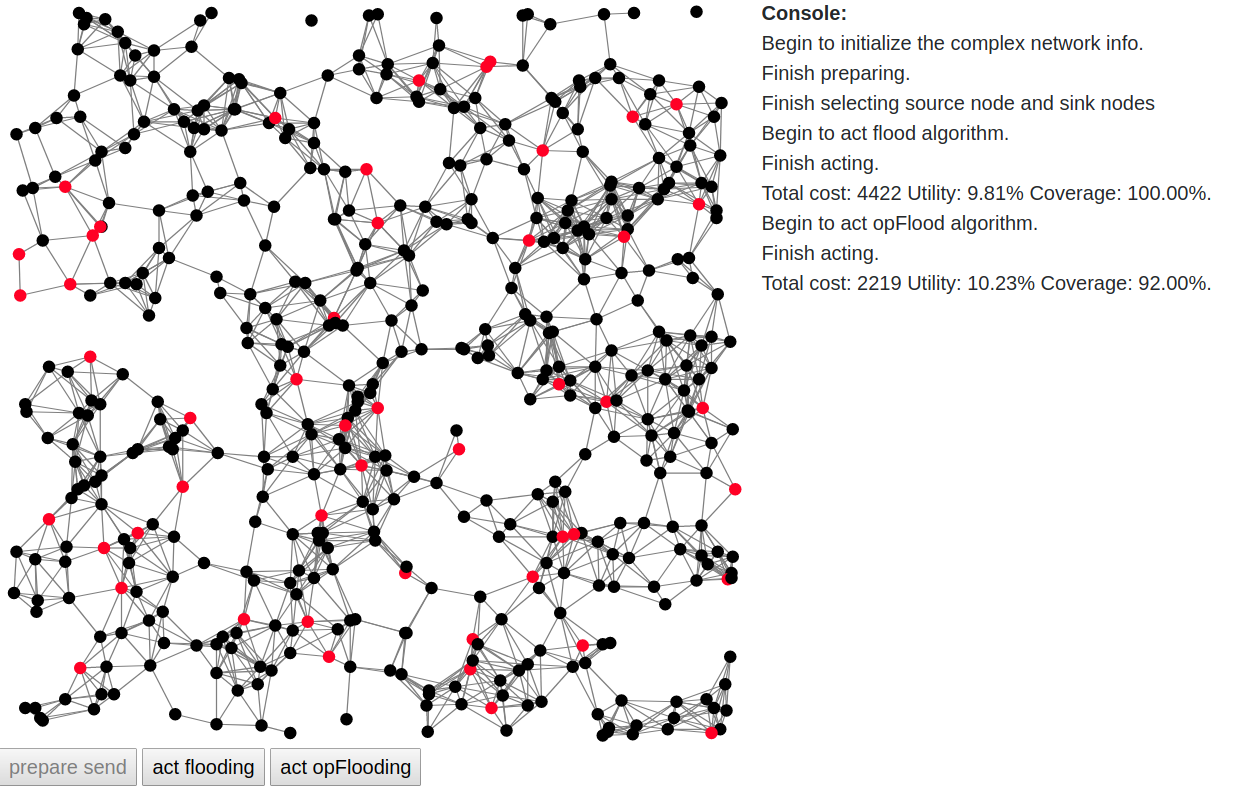 Console:
Begin to initialize the complex network info.
Finish preparing.
Finish selecting source node and sink nodes
Begin to act flood algorithm.
Finish acting.
Total cost: 4422 Utility: 9.81% Coverage: 100.00%.
Begin to act opFlood algorithm.
Finish acting.
Total cost: 2219 Utility: 10.23% Coverage: 92.00%.
prepare send act flooding act opFlooding